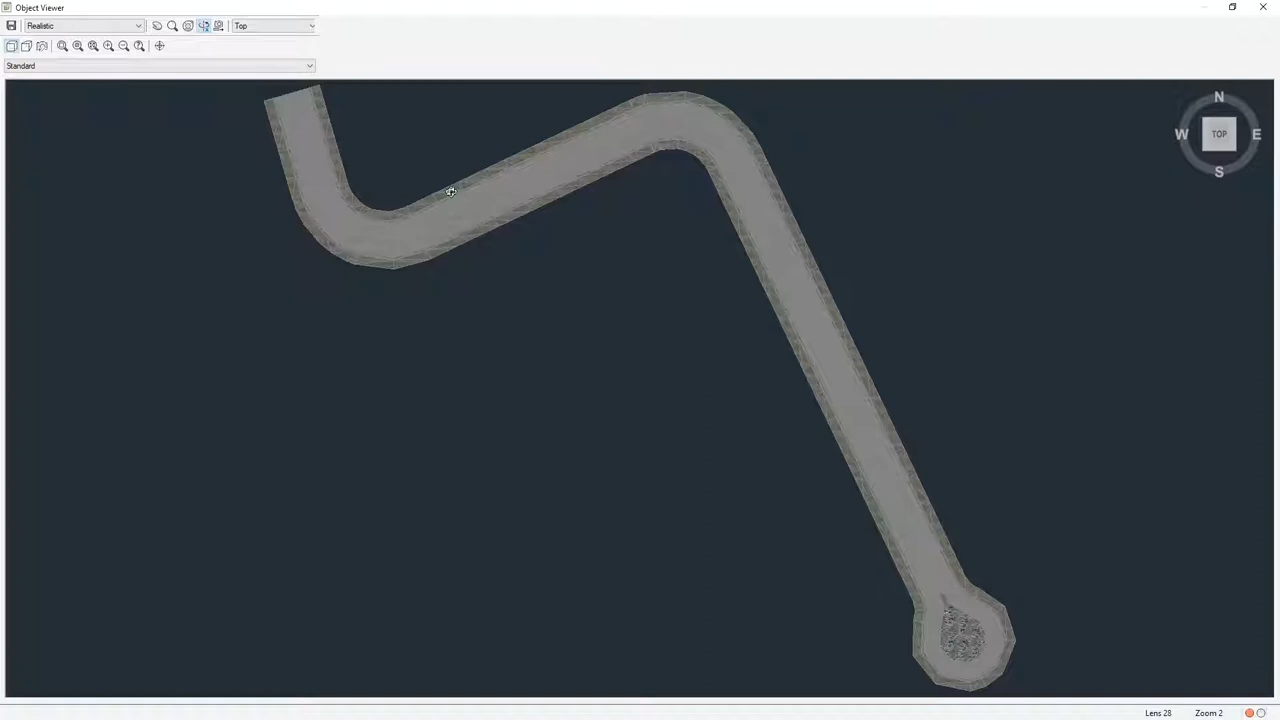 Object Viewer
Realistic
Top
Standard
N
W TOP E
S
Lens 28 Zoom 2